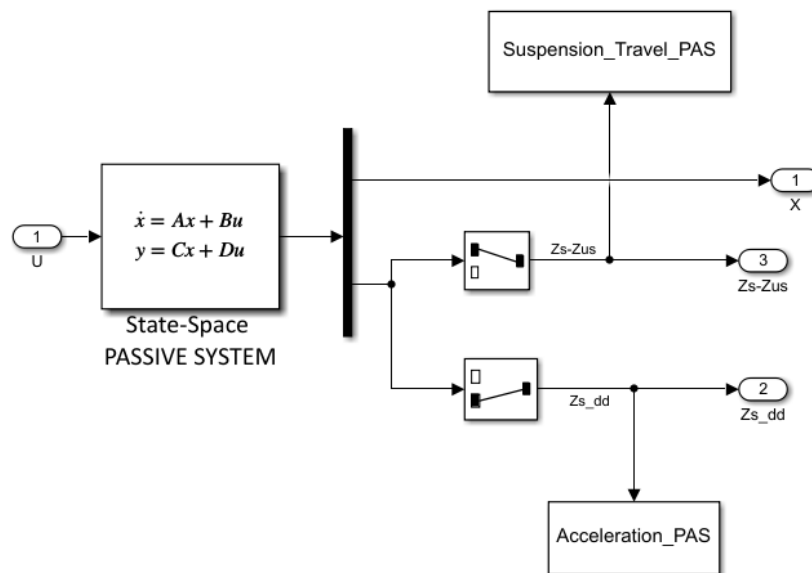 Suspension_Travel_PAS
ẋ = Ax + Bu
y = Cx + Du
1
U
State-Space
PASSIVE SYSTEM
1
X
Zs-Zus
3
Zs-Zus
Zs_dd
2
Zs_dd
Acceleration_PAS